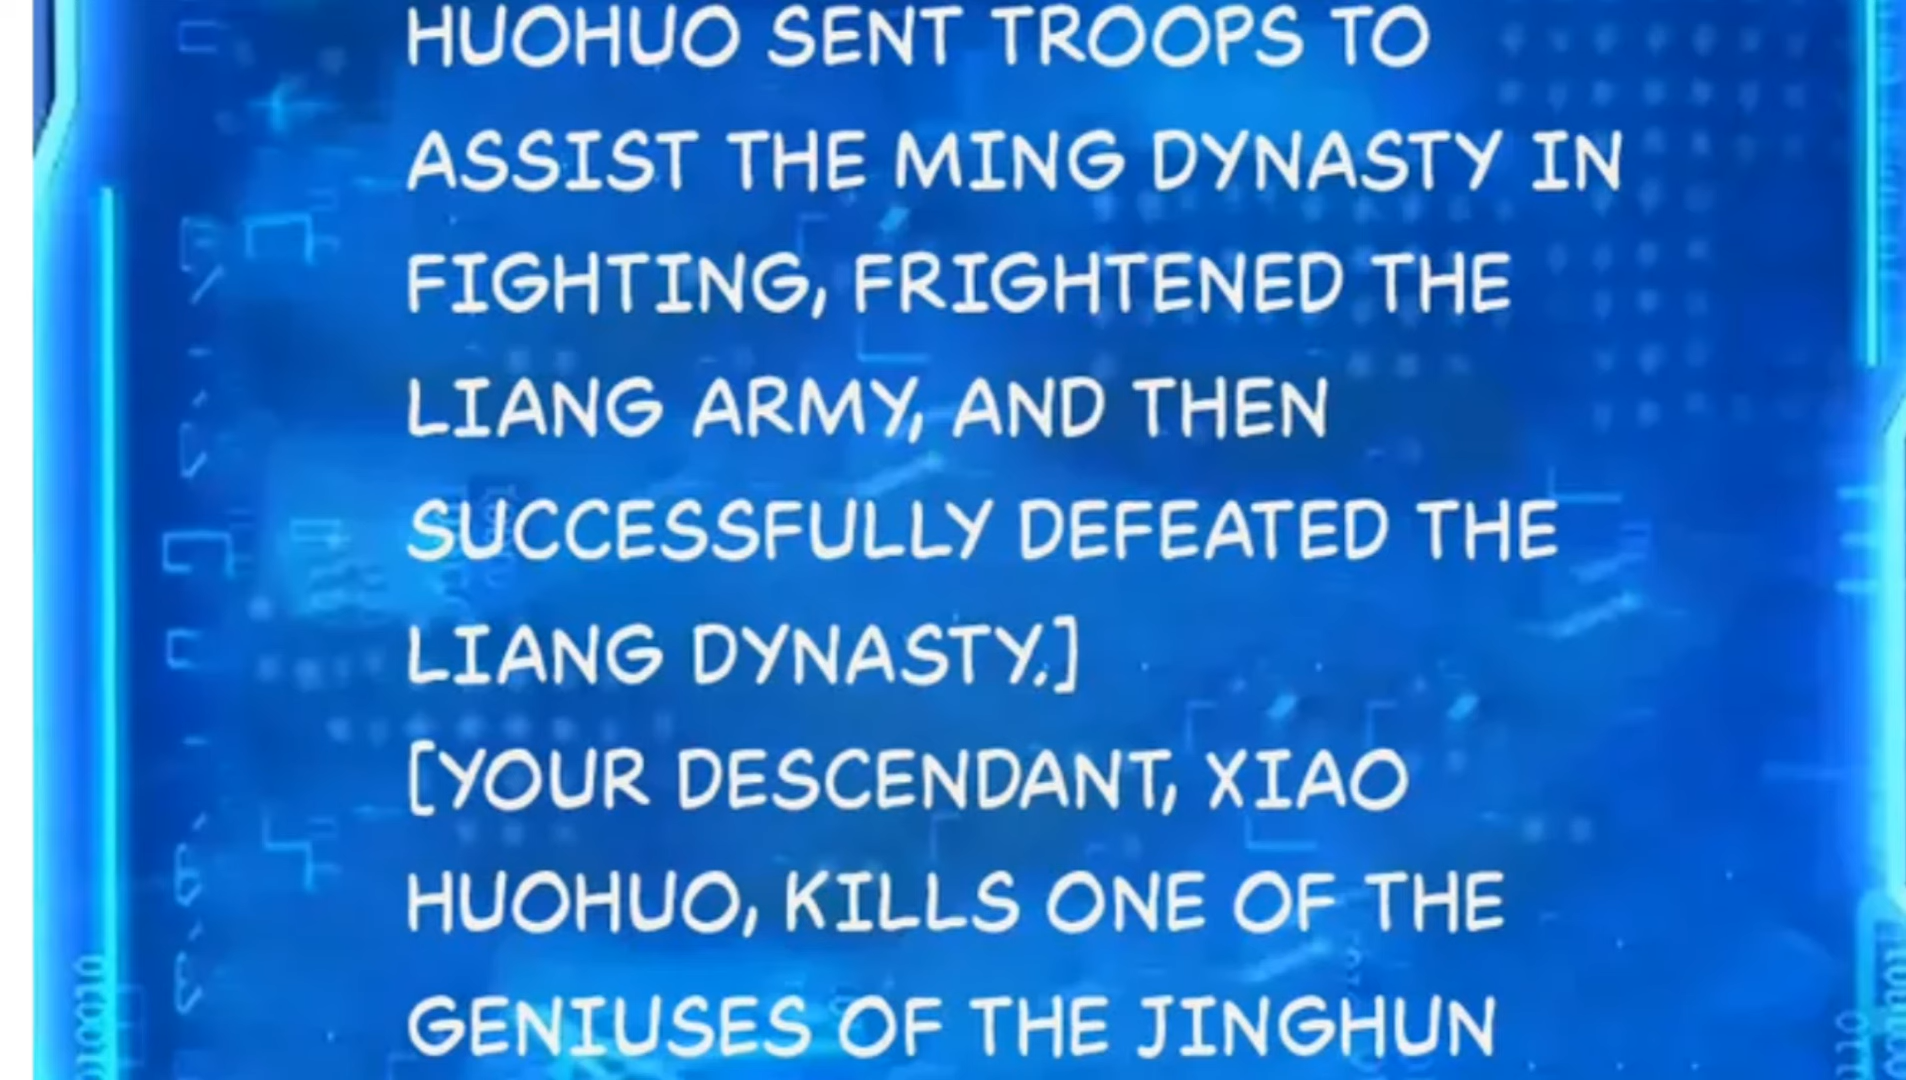 HUOHUO SENT TROOPS TO
ASSIST THE MING DYNASTY IN
FIGHTING, FRIGHTENED THE
LIANG ARMY, AND THEN
SUCCESSFULLY DEFEATED THE
LIANG DYNASTY.]
[YOUR DESCENDANT, XIAO
HUOHUO, KILLS ONE OF THE
GENIUSES OF THE JINGHUN